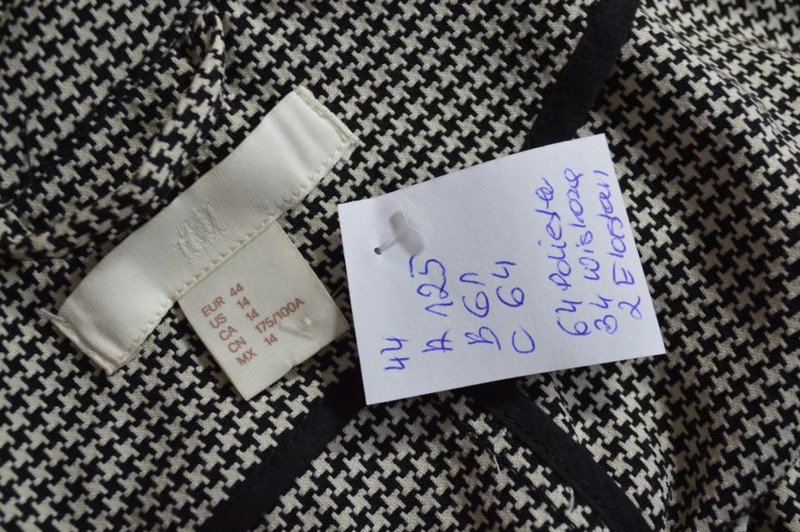 EUR 44
US 14
CA 14
CN 175/100A
MX 14
44
A 125
B 61
C 64
64 Poliester
34 Wiskoza
2 Elastan